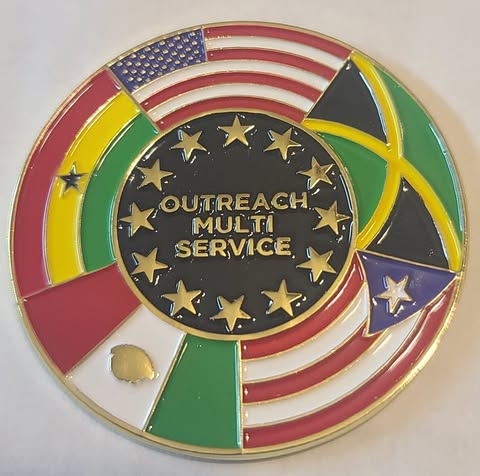 OUTREACH
MULTI
SERVICE